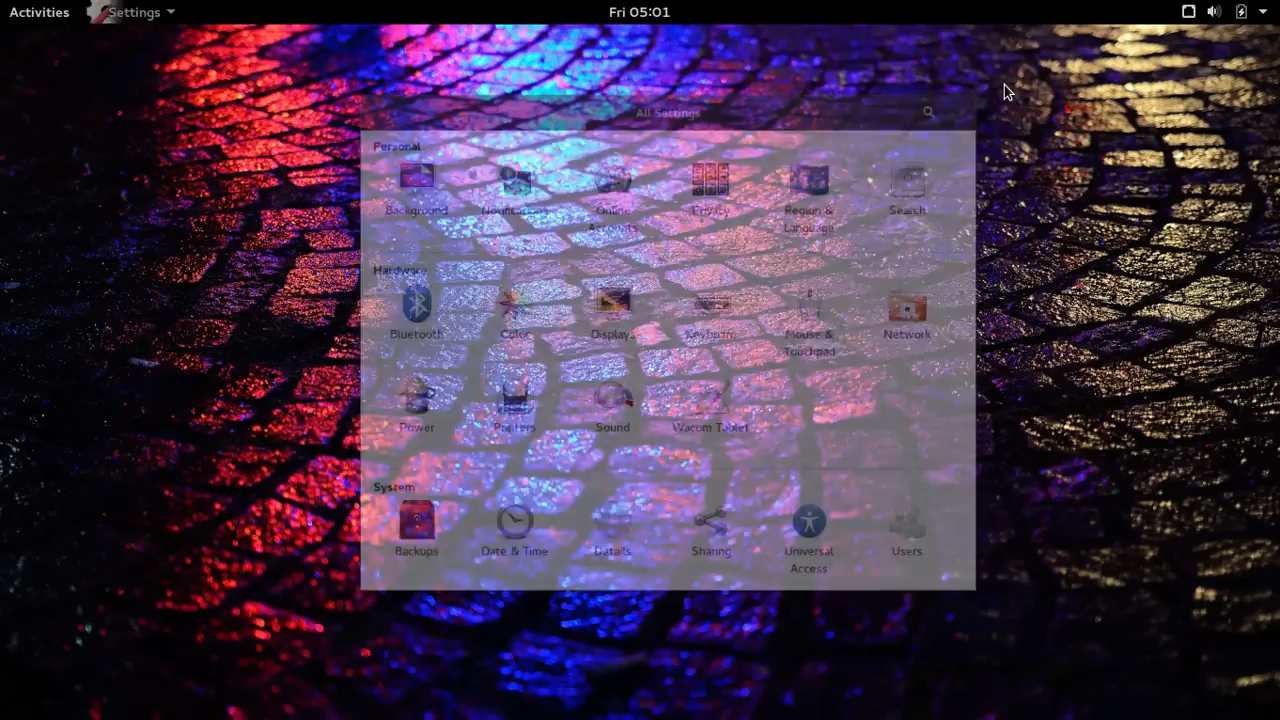 Activities Settings Fri 05:01
All Settings
Personal
Background Notifications Online Privacy Region & Search
Accounts Language
Hardware
Bluetooth Color Displays Keyboard Mouse & Network
Touchpad
Power Printers Sound Wacom Tablet
System
Backups Date & Time Details Sharing Universal Users
Access